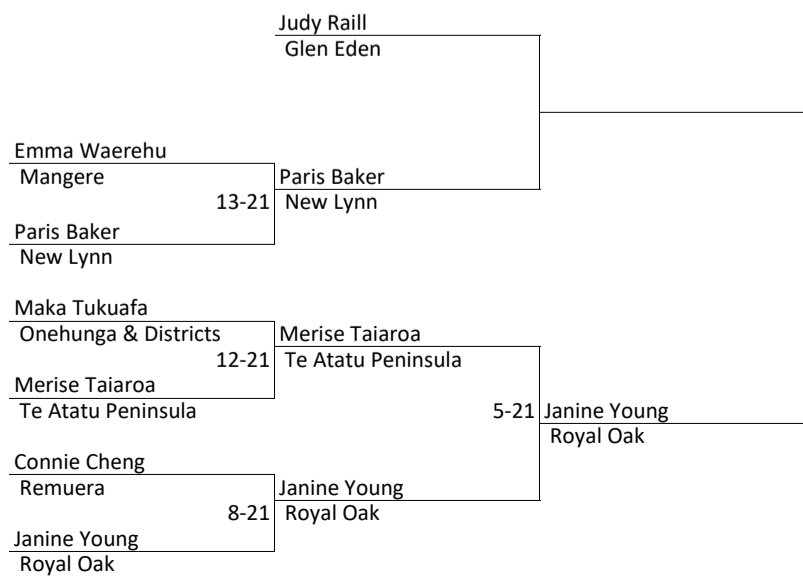 Judy Raill
Glen Eden
Emma Waerehu
Mangere
Paris Baker
13-21 New Lynn
Paris Baker
New Lynn
Maka Tukuafa
Onehunga & Districts
Merise Taiaroa
12-21 Te Atatu Peninsula
Merise Taiaroa
Te Atatu Peninsula
5-21 Janine Young
Royal Oak
Connie Cheng
Remuera
Janine Young
8-21 Royal Oak
Janine Young
Royal Oak